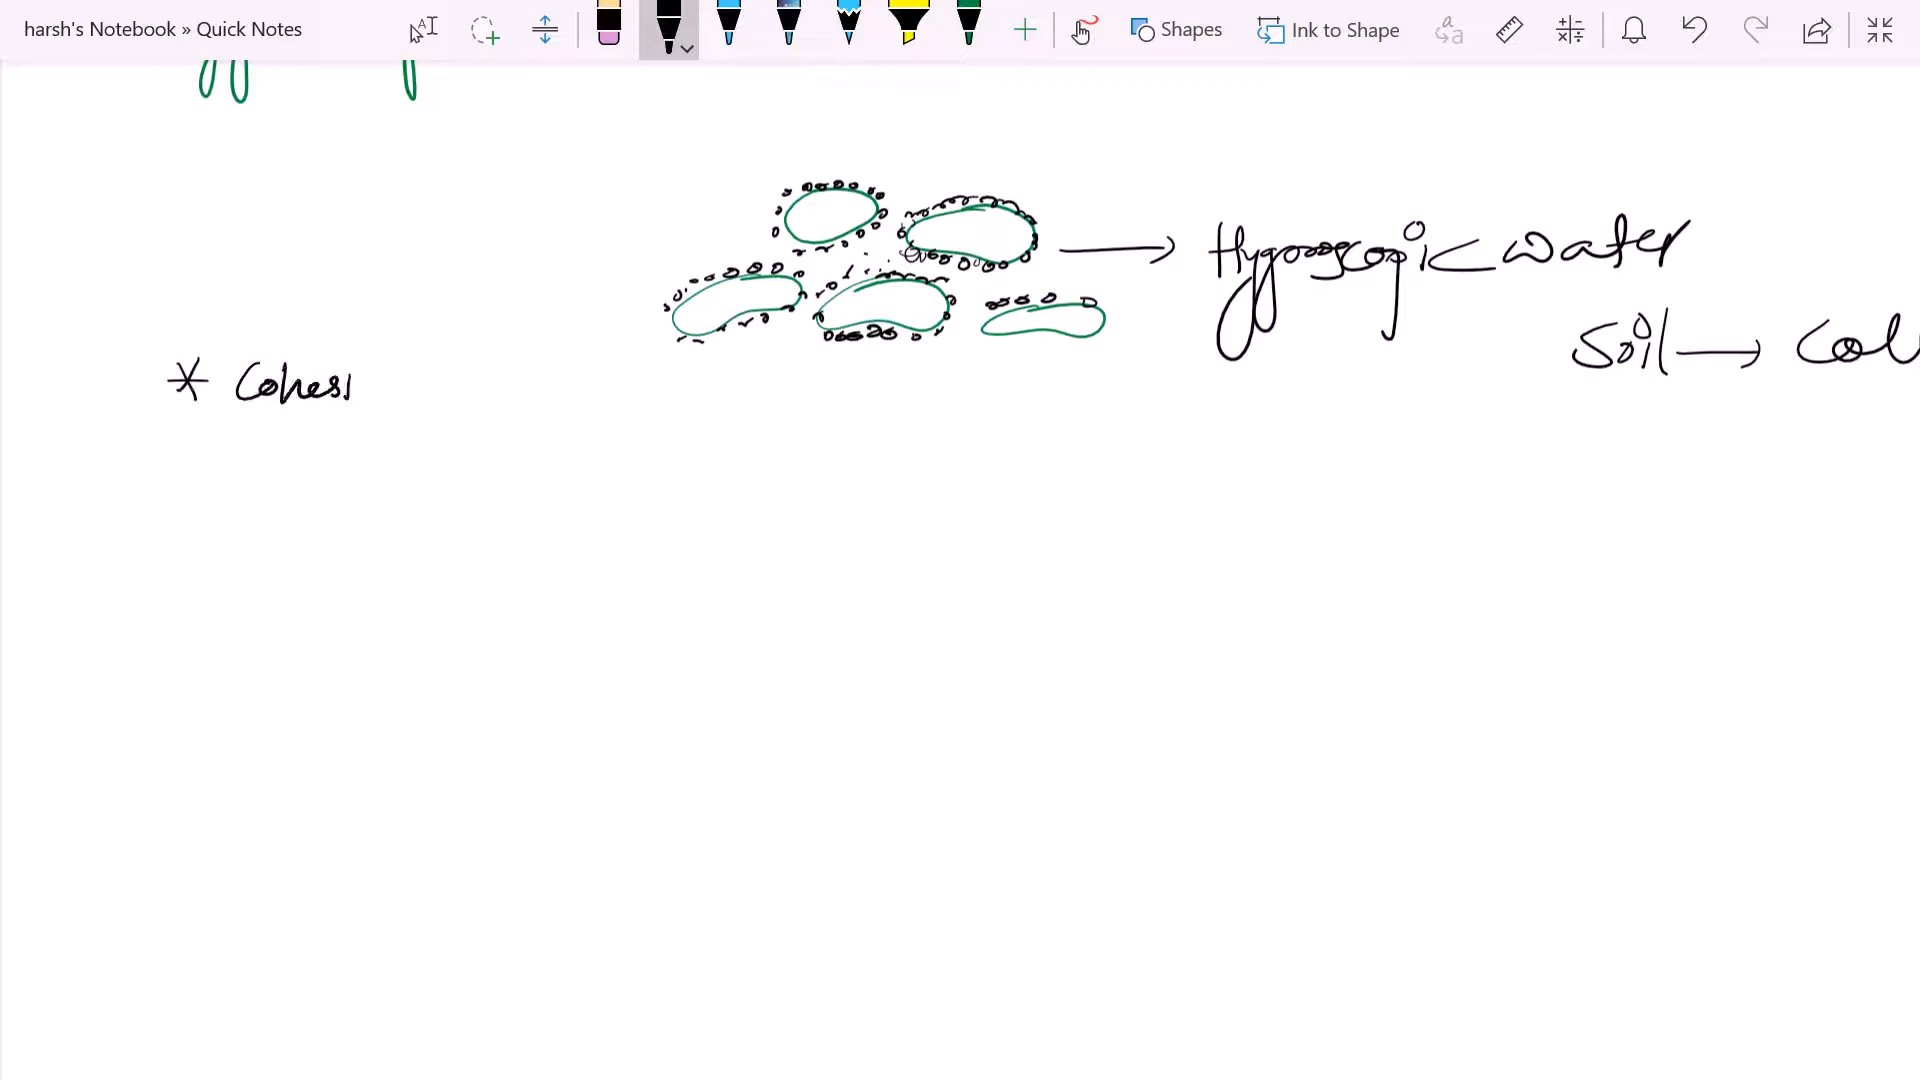 harsh's Notebook » Quick Notes
Shapes
Ink to Shape
Hygroscopic water
Soil → Col
* Cohesi